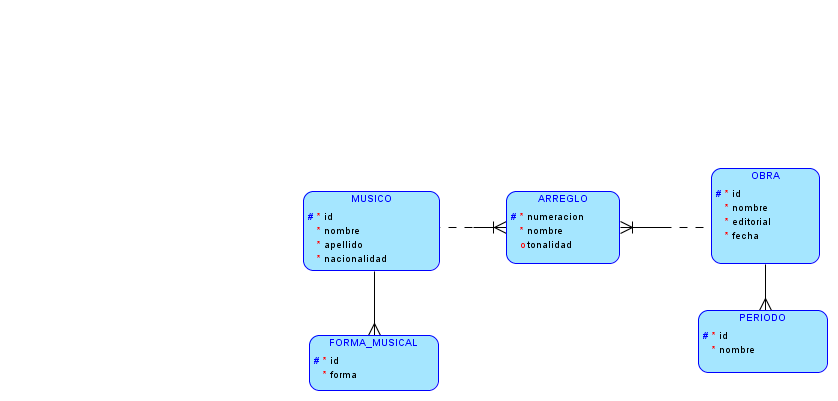 MUSICO
# * id
* nombre
* apellido
* nacionalidad
ARREGLO
# * numeracion
* nombre
o tonalidad
OBRA
# * id
* nombre
* editorial
* fecha
FORMA_MUSICAL
# * id
* forma
PERIODO
# * id
* nombre